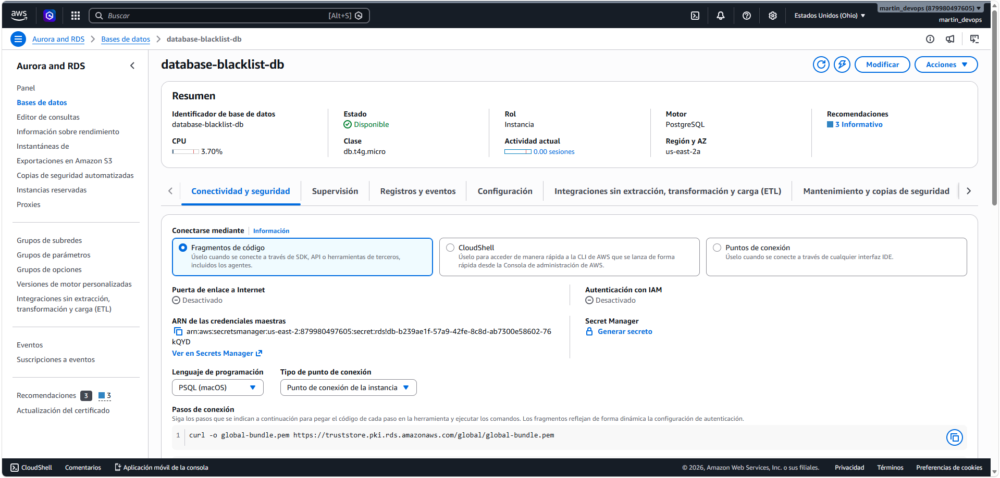 aws
Buscar
[Alt+S]
Estados Unidos (Ohio)
martin_devops (879980497605)
martin_devops
Aurora and RDS
Bases de datos
database-blacklist-db
Aurora and RDS
Panel
Bases de datos
Editor de consultas
Información sobre rendimiento
Instantáneas de
Exportaciones en Amazon S3
Copias de seguridad automatizadas
Instancias reservadas
Proxies
Grupos de subredes
Grupos de parámetros
Grupos de opciones
Versiones de motor personalizadas
Integraciones sin extracción,
transformación y carga (ETL)
Eventos
Suscripciones a eventos
Recomendaciones 3 3
Actualización del certificado
database-blacklist-db
Modificar
Acciones
Resumen
Identificador de base de datos
database-blacklist-db
CPU
3.70%
Estado
Disponible
Clase
db.t4g.micro
Rol
Instancia
Actividad actual
0.00 sesiones
Motor
PostgreSQL
Región y AZ
us-east-2a
Recomendaciones
3 Informativo
Conectividad y seguridad
Supervisión
Registros y eventos
Configuración
Integraciones sin extracción, transformación y carga (ETL)
Mantenimiento y copias de seguridad
Conectarse mediante
Información
Fragmentos de código
Úselo cuando se conecte a través de SDK, API o herramientas de terceros,
incluidos los agentes.
CloudShell
Úselo para acceder de manera rápida a la CLI de AWS que se lanza de forma
rápida desde la Consola de administración de AWS.
Puntos de conexión
Úselo cuando se conecte a través de cualquier interfaz IDE.
Puerta de enlace a Internet
Desactivado
Autenticación con IAM
Desactivado
ARN de las credenciales maestras
arn:aws:secretsmanager:us-east-2:879980497605:secret:rds!db-b239ae1f-57a9-42fe-8c8d-ab7300e58602-76
kQYD
Ver en Secrets Manager
Secret Manager
Generar secreto
Lenguaje de programación
PSQL (macOS)
Tipo de punto de conexión
Punto de conexión de la instancia
Pasos de conexión
Siga los pasos que se indican a continuación para pegar el código de cada paso en la herramienta y ejecutar los comandos. Los fragmentos reflejan de forma dinámica la configuración de autenticación.
1 curl -o global-bundle.pem https://truststore.pki.rds.amazonaws.com/global/global-bundle.pem
CloudShell
Comentarios
Aplicación móvil de la consola
© 2026, Amazon Web Services, Inc. o sus filiales.
Privacidad
Términos
Preferencias de cookies